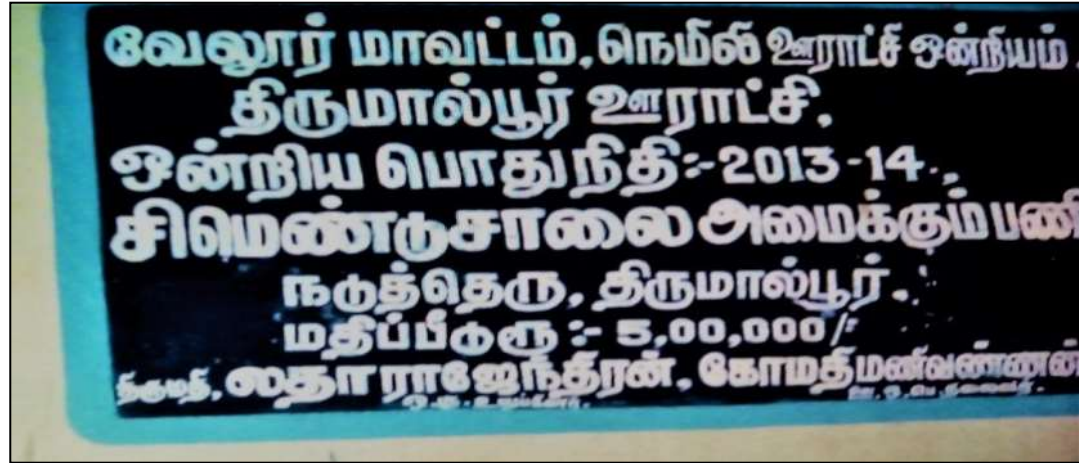 வேலூர் மாவட்டம், நெமிலி ஊராட்சி ஒன்றியம்,
திருமால்பூர் ஊராட்சி,
ஒன்றிய பொதுநிதி:-2013-14.,
சிமெண்டுசாலை அமைக்கும் பணி
நடுத்தெரு, திருமால்பூர்.
மதிப்பீடு ரூ:- 5,00,000/-
திருமதி, லதாராஜேந்திரன், கோமதிமணிவண்ணன்